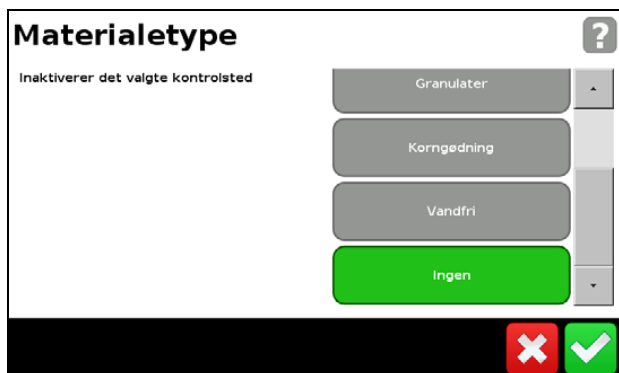 Materialetype
?
Inaktiverer det valgte kontrolsted
Granulater
Korngødning
Vandfri
Ingen